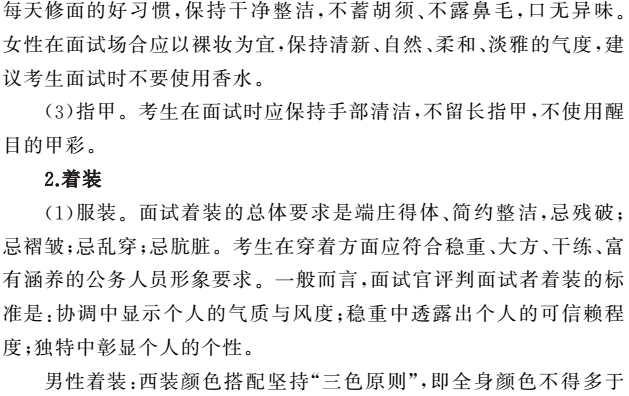 每天修面的好习惯,保持干净整洁,不蓄胡须、不露鼻毛,口无异味。
女性在面试场合应以裸妆为宜,保持清新、自然、柔和、淡雅的气度,建
议考生面试时不要使用香水。
(3)指甲。考生在面试时应保持手部清洁,不留长指甲,不使用醒
目的甲彩。
2.着装
(1)服装。面试着装的总体要求是端庄得体、简约整洁,忌残破;
忌褶皱;忌乱穿;忌肮脏。考生在穿着方面应符合稳重、大方、干练、富
有涵养的公务人员形象要求。一般而言,面试官评判面试者着装的标
准是:协调中显示个人的气质与风度;稳重中透露出个人的可信赖程
度;独特中彰显个人的个性。
男性着装:西装颜色搭配坚持“三色原则”,即全身颜色不得多于